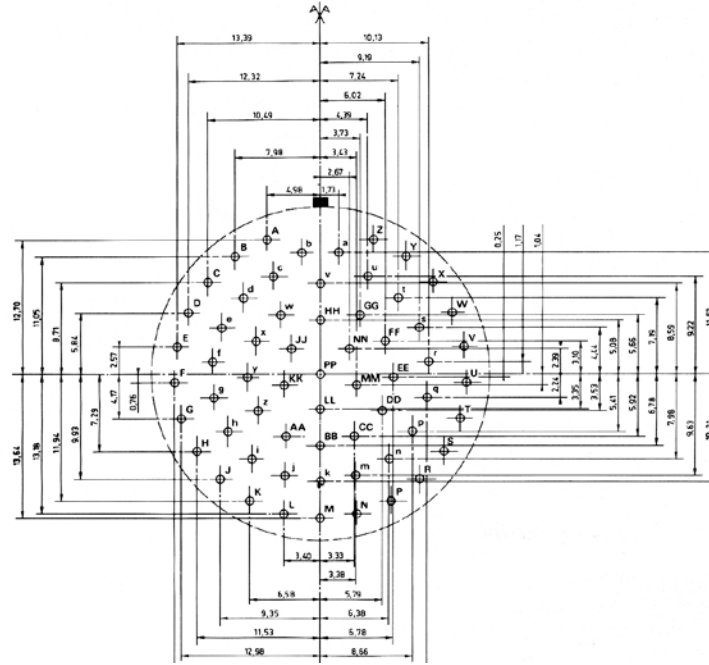 AA
13,39
10,13
9,19
12,32
7,24
6,02
10,49
4,39
3,73
7,98
3,43
2,67
4,98
1,73
A
Z
B
b
a
Y
0,25
1,17
1,04
C
c
v
u
X
d
t
D
w
HH
GG
W
e
s
x
FF
E
JJ
NN
V
f
r
PP
F
y
KK
MM
EE
U
g
q
z
LL
DD
G
T
h
AA
CC
p
H
BB
S
i
n
J
j
k
m
R
K
P
L
M
N
12,70
11,05
8,71
5,84
2,57
0,76
4,17
7,29
9,93
11,94
13,18
13,64
2,39
3,10
4,44
5,08
5,66
7,19
8,59
9,22
2,24
3,35
3,53
5,41
5,92
6,78
7,98
9,63
3,40
3,33
3,38
6,58
5,79
9,35
6,38
11,53
6,78
12,98
8,66